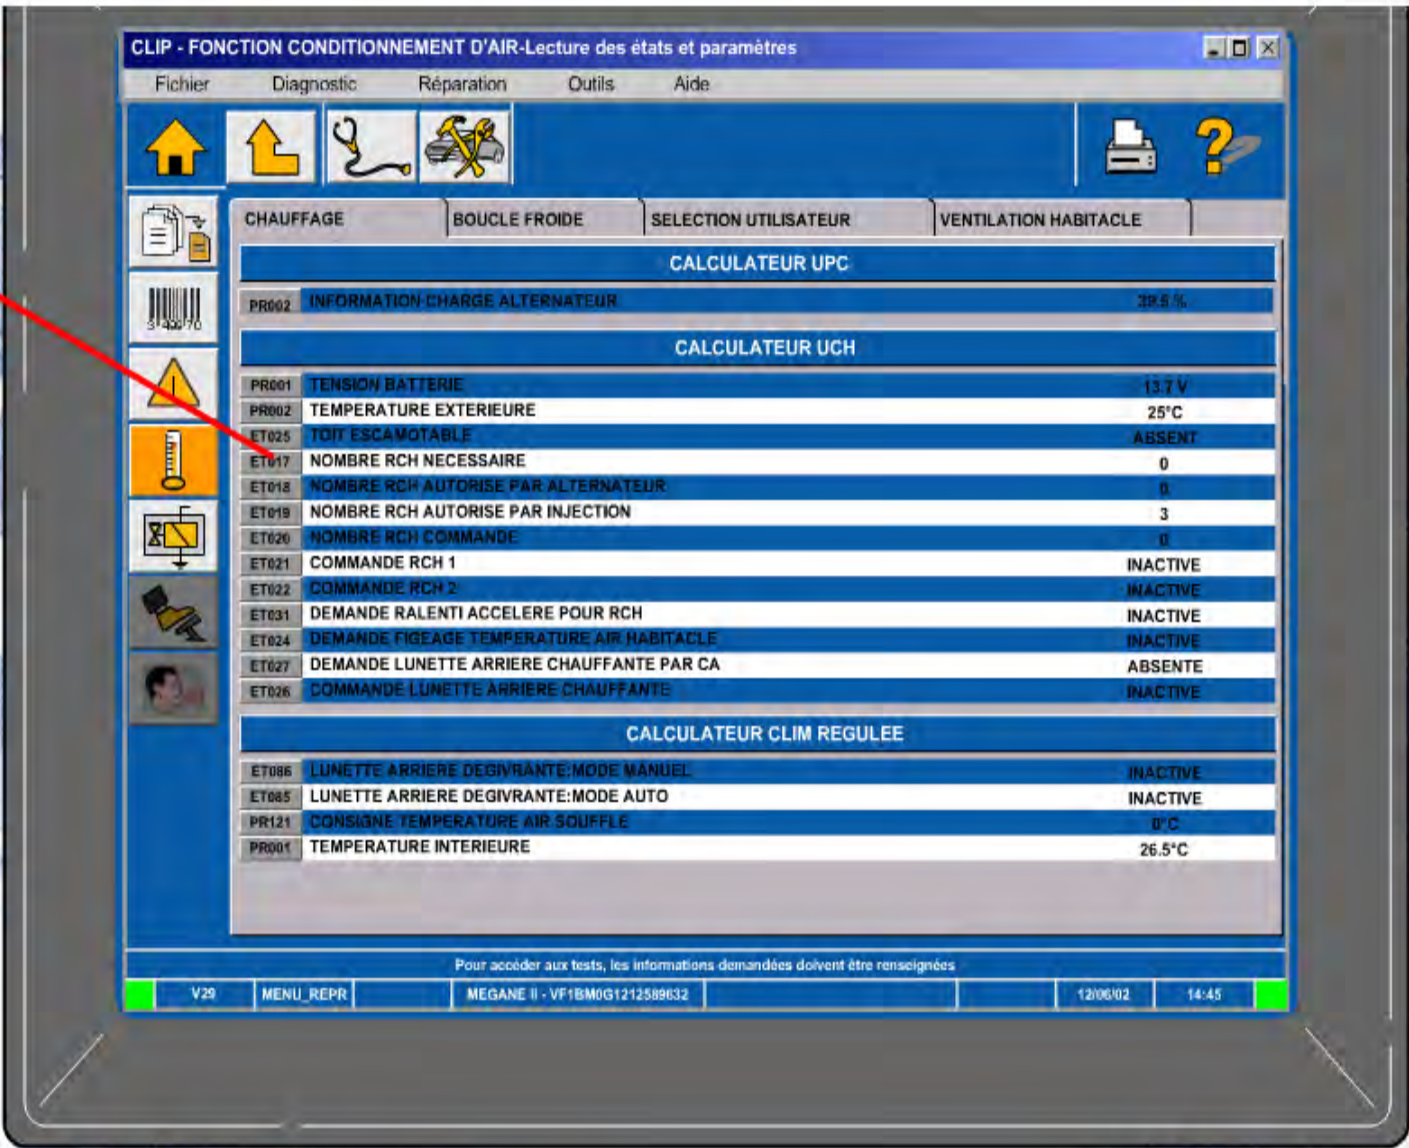 CLIP - FONCTION CONDITIONNEMENT D'AIR-Lecture des états et paramètres
Fichier Diagnostic Réparation Outils Aide
CHAUFFAGE BOUCLE FROIDE SELECTION UTILISATEUR VENTILATION HABITACLE
CALCULATEUR UPC
PR002 INFORMATION CHARGE ALTERNATEUR 39.5 %
CALCULATEUR UCH
PR001 TENSION BATTERIE 13.7 V
PR002 TEMPERATURE EXTERIEURE 25°C
ET025 TOIT ESCAMOTABLE ABSENT
ET017 NOMBRE RCH NECESSAIRE 0
ET018 NOMBRE RCH AUTORISE PAR ALTERNATEUR 0
ET019 NOMBRE RCH AUTORISE PAR INJECTION 3
ET020 NOMBRE RCH COMMANDE 0
ET021 COMMANDE RCH 1 INACTIVE
ET022 COMMANDE RCH 2 INACTIVE
ET031 DEMANDE RALENTI ACCELERE POUR RCH INACTIVE
ET024 DEMANDE FIGEAGE TEMPERATURE AIR HABITACLE INACTIVE
ET027 DEMANDE LUNETTE ARRIERE CHAUFFANTE PAR CA ABSENTE
ET026 COMMANDE LUNETTE ARRIERE CHAUFFANTE INACTIVE
CALCULATEUR CLIM REGULEE
ET086 LUNETTE ARRIERE DEGIVRANTE:MODE MANUEL INACTIVE
ET085 LUNETTE ARRIERE DEGIVRANTE:MODE AUTO INACTIVE
PR121 CONSIGNE TEMPERATURE AIR SOUFFLE 0°C
PR001 TEMPERATURE INTERIEURE 26.5°C
Pour accéder aux tests, les informations demandées doivent être renseignées
V29 MENU_REPR MEGANE II - VF1BM0G1212589632 12/06/02 14:45